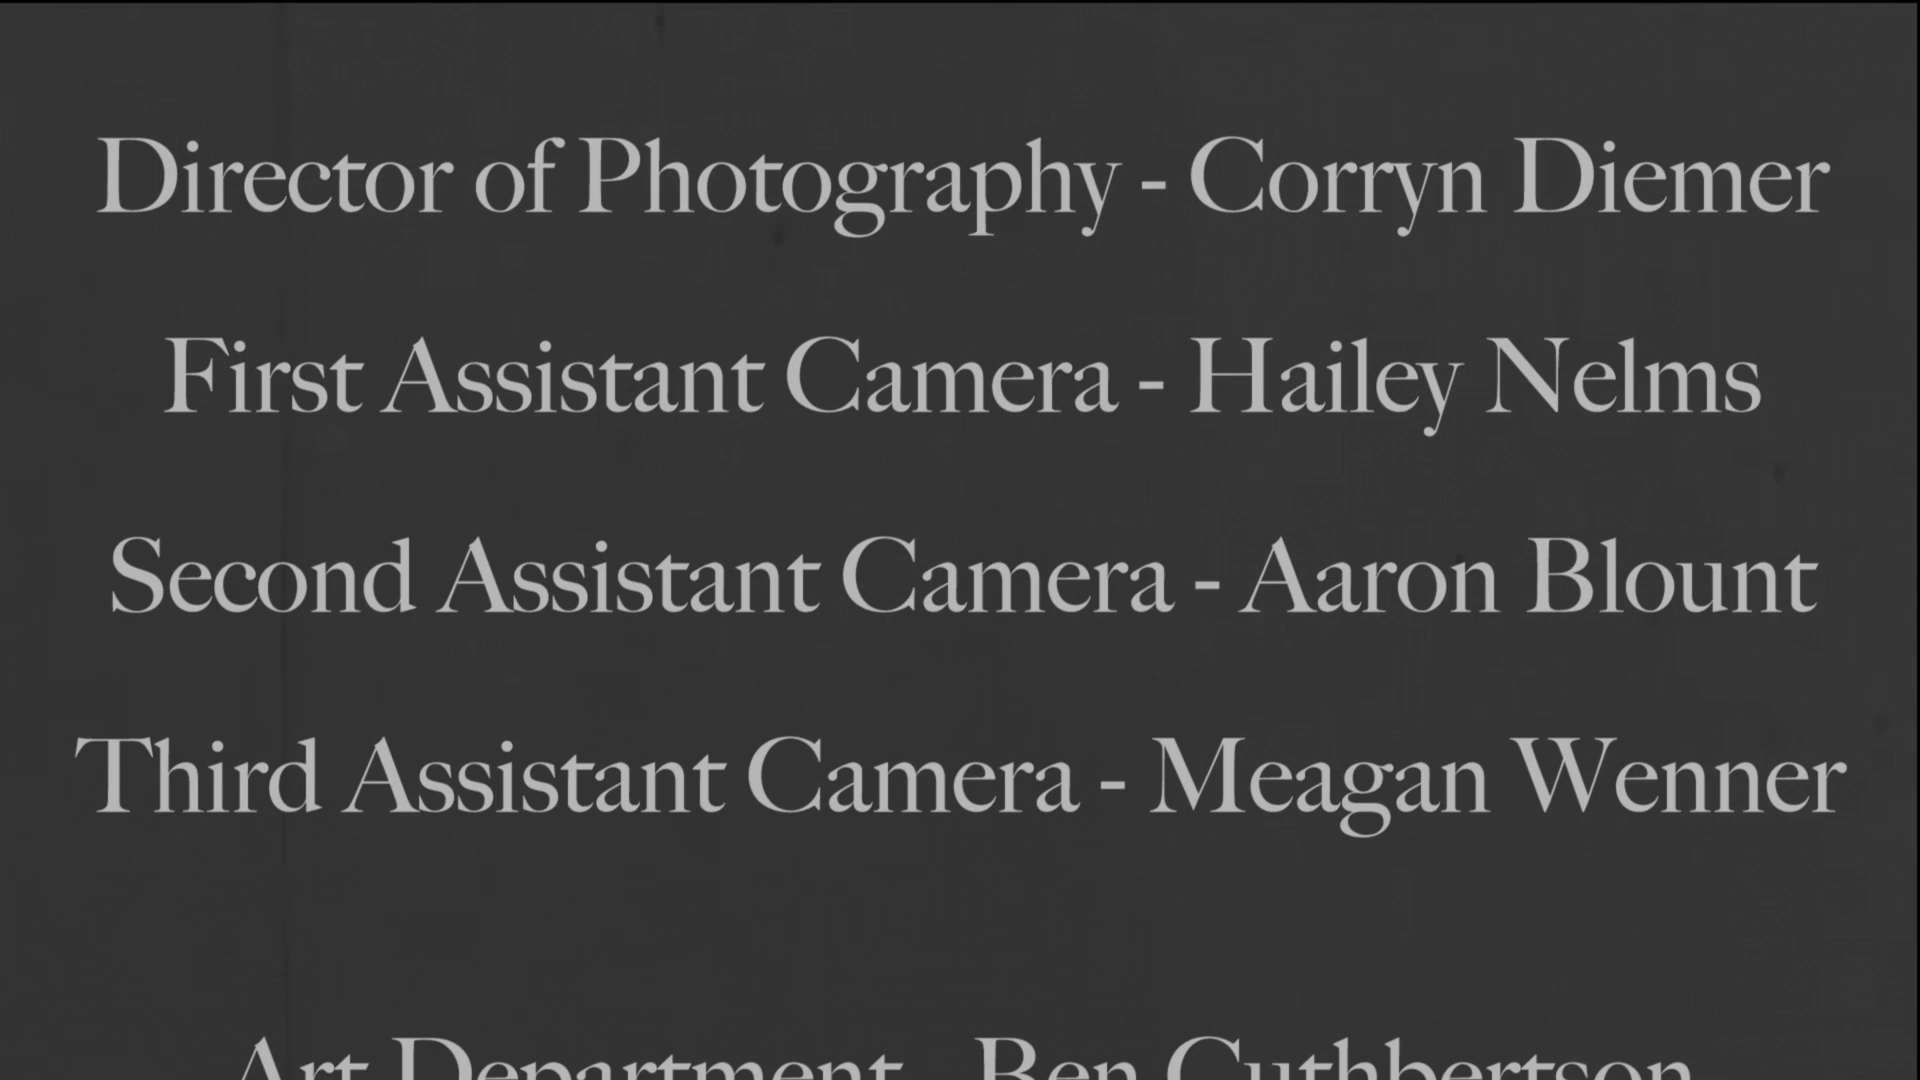 Director of Photography - Corryn Diemer
First Assistant Camera - Hailey Nelms
Second Assistant Camera - Aaron Blount
Third Assistant Camera - Meagan Wenner
Art Department - Ben Cuthbertson